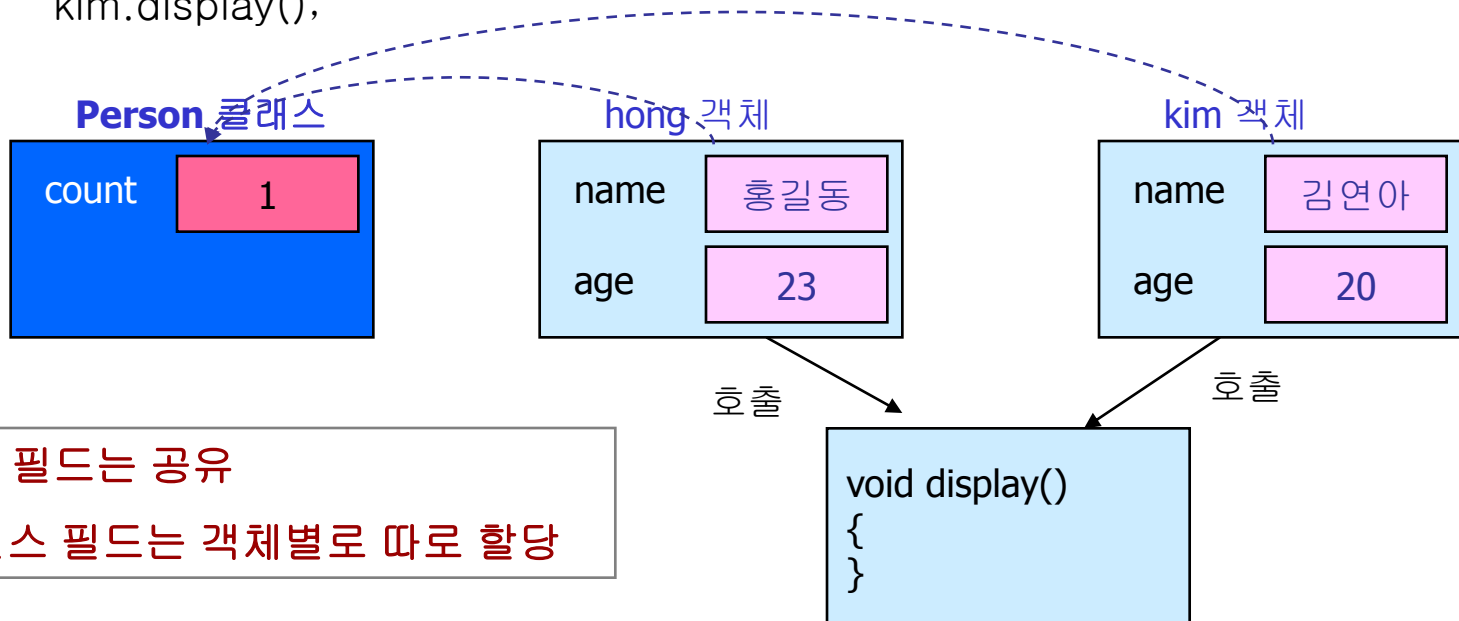 kim.display();
Person 클래스
hong 객체
kim 객체
count 1
name 홍길동
age 23
name 김연아
age 20
호출
호출
필드는 공유
스 필드는 객체별로 따로 할당
void display()
{
}